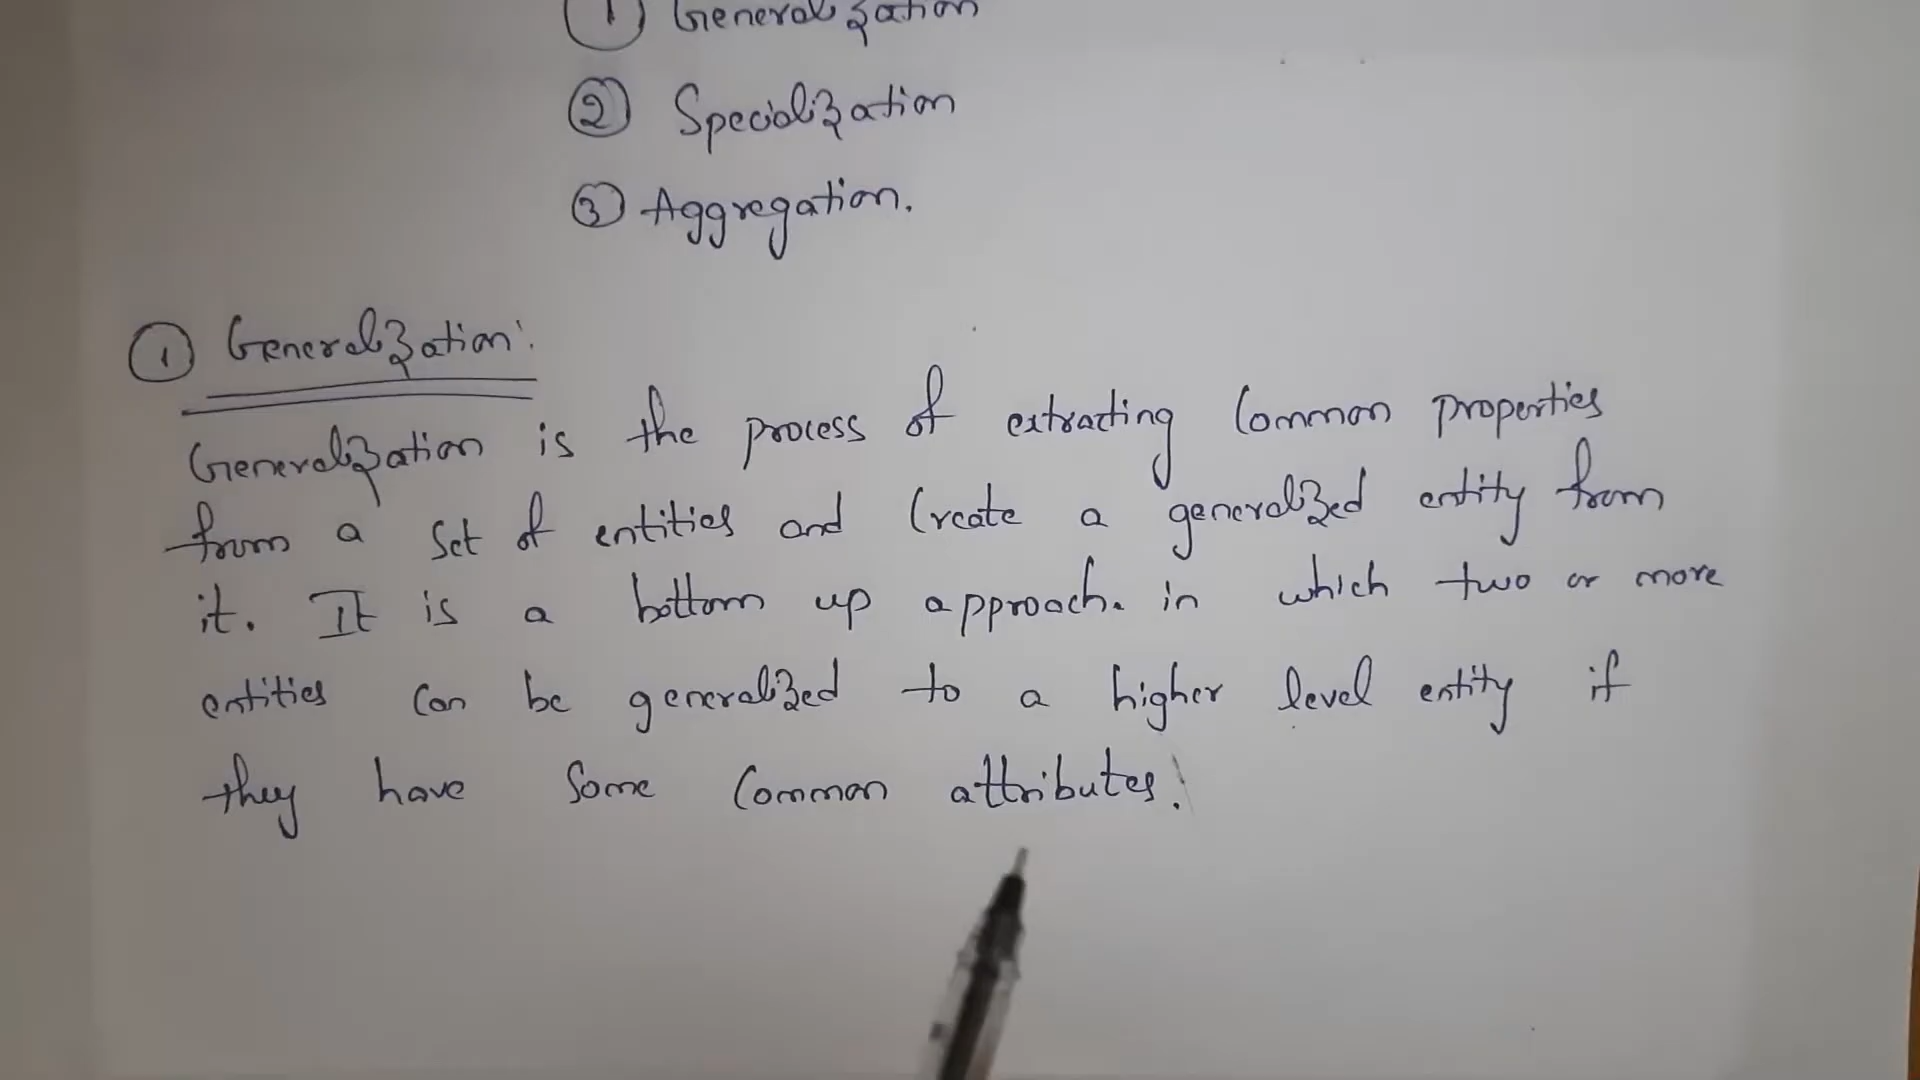 ① Generalization
② Specialization
③ Aggregation.
① Generalization:
Generalization is the process of extracting Common properties
from a set of entities and Create a generalized entity from
it. It is a bottom up approach. in which two or more
entities can be generalized to a higher level entity if
they have some Common attributes.